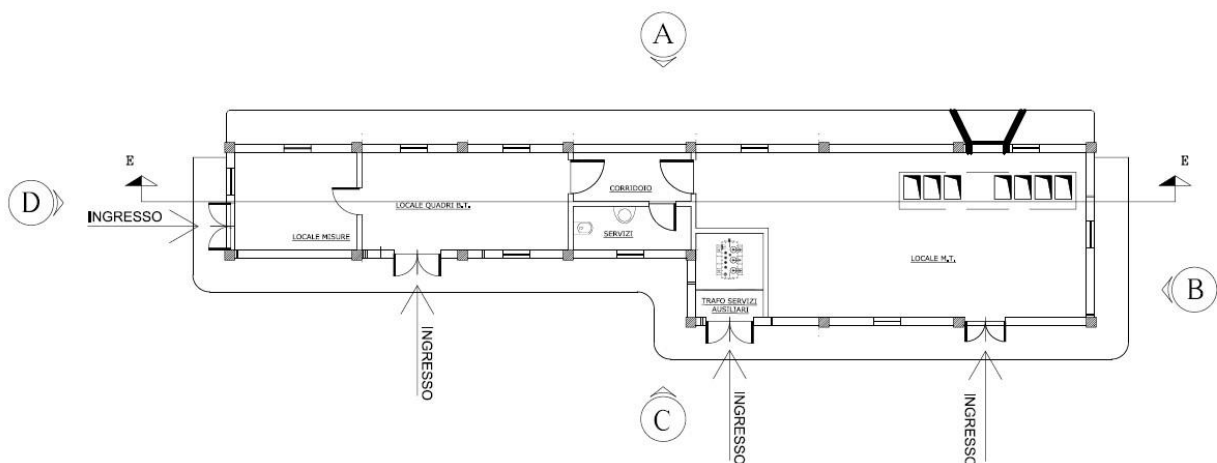 A
E
E
D
INGRESSO
CORRIDOIO
LOCALE QUADRI B.T.
LOCALE MISURE
SERVIZI
LOCALE M.T.
B
TRAFO SERVIZI
AUSILIARI
INGRESSO
C
INGRESSO
INGRESSO